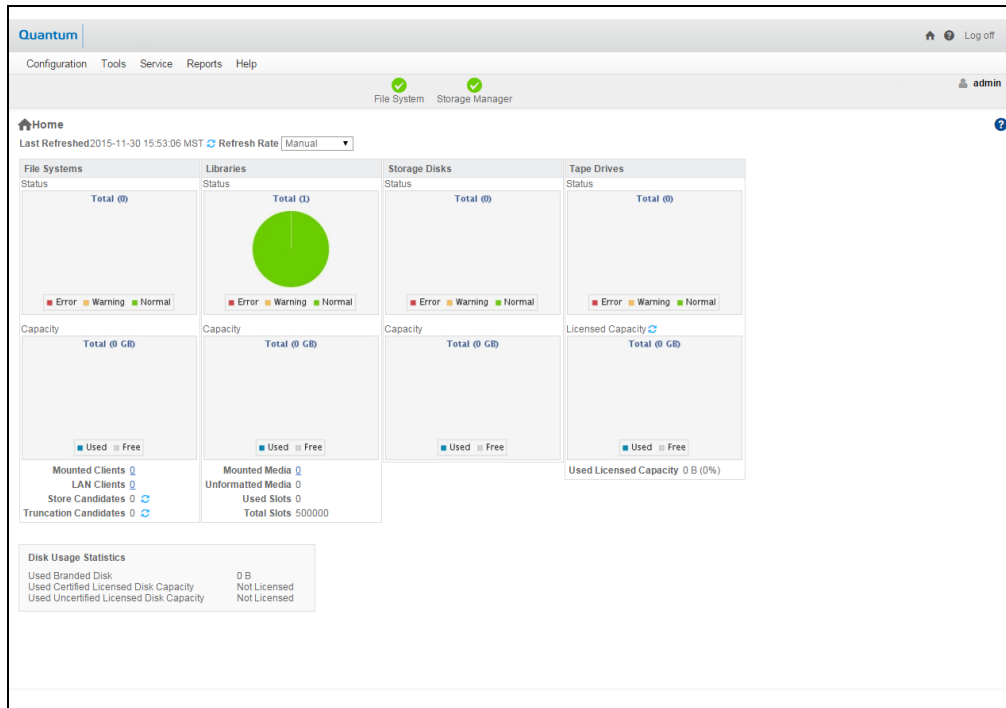 Quantum
Log off
Configuration Tools Service Reports Help
File System Storage Manager
admin
Home
Last Refreshed2015-11-30 15:53:06 MST Refresh Rate Manual
File Systems Libraries Storage Disks Tape Drives
Status Status Status Status
Total (0) Total (1) Total (0) Total (0)
Error Warning Normal Error Warning Normal Error Warning Normal Error Warning Normal
Capacity Capacity Capacity Licensed Capacity
Total (0 GB) Total (0 GB) Total (0 GB) Total (0 GB)
Used Free Used Free Used Free Used Free
Mounted Clients 0 Mounted Media 0 Used Licensed Capacity 0 B (0%)
LAN Clients 0 Unformatted Media 0
Store Candidates 0 Used Slots 0
Truncation Candidates 0 Total Slots 500000
Disk Usage Statistics
Used Branded Disk 0 B
Used Certified Licensed Disk Capacity Not Licensed
Used Uncertified Licensed Disk Capacity Not Licensed